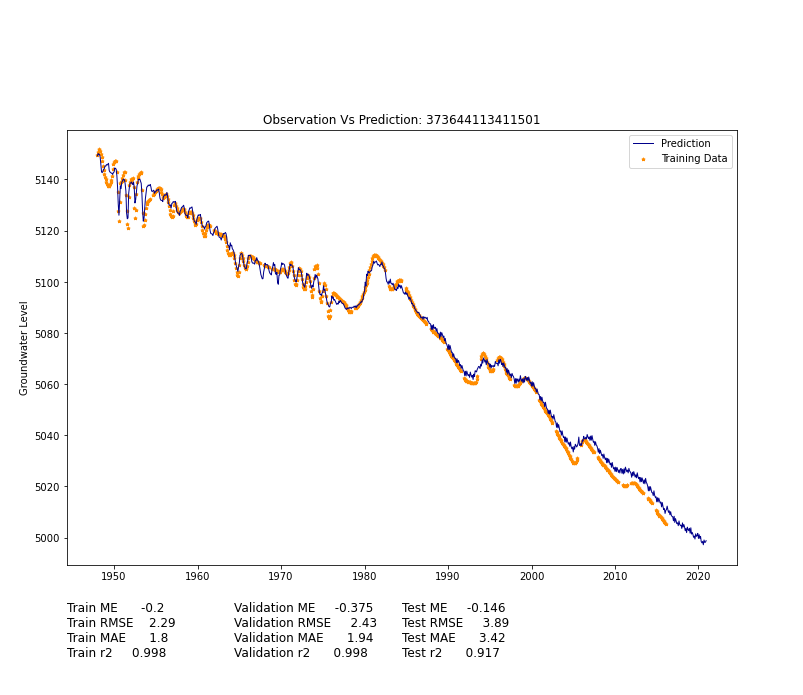 Observation Vs Prediction: 373644113411501
Prediction
Training Data
Groundwater Level
5140
5120
5100
5080
5060
5040
5020
5000
1950 1960 1970 1980 1990 2000 2010 2020
Train ME -0.2 Validation ME -0.375 Test ME -0.146
Train RMSE 2.29 Validation RMSE 2.43 Test RMSE 3.89
Train MAE 1.8 Validation MAE 1.94 Test MAE 3.42
Train r2 0.998 Validation r2 0.998 Test r2 0.917